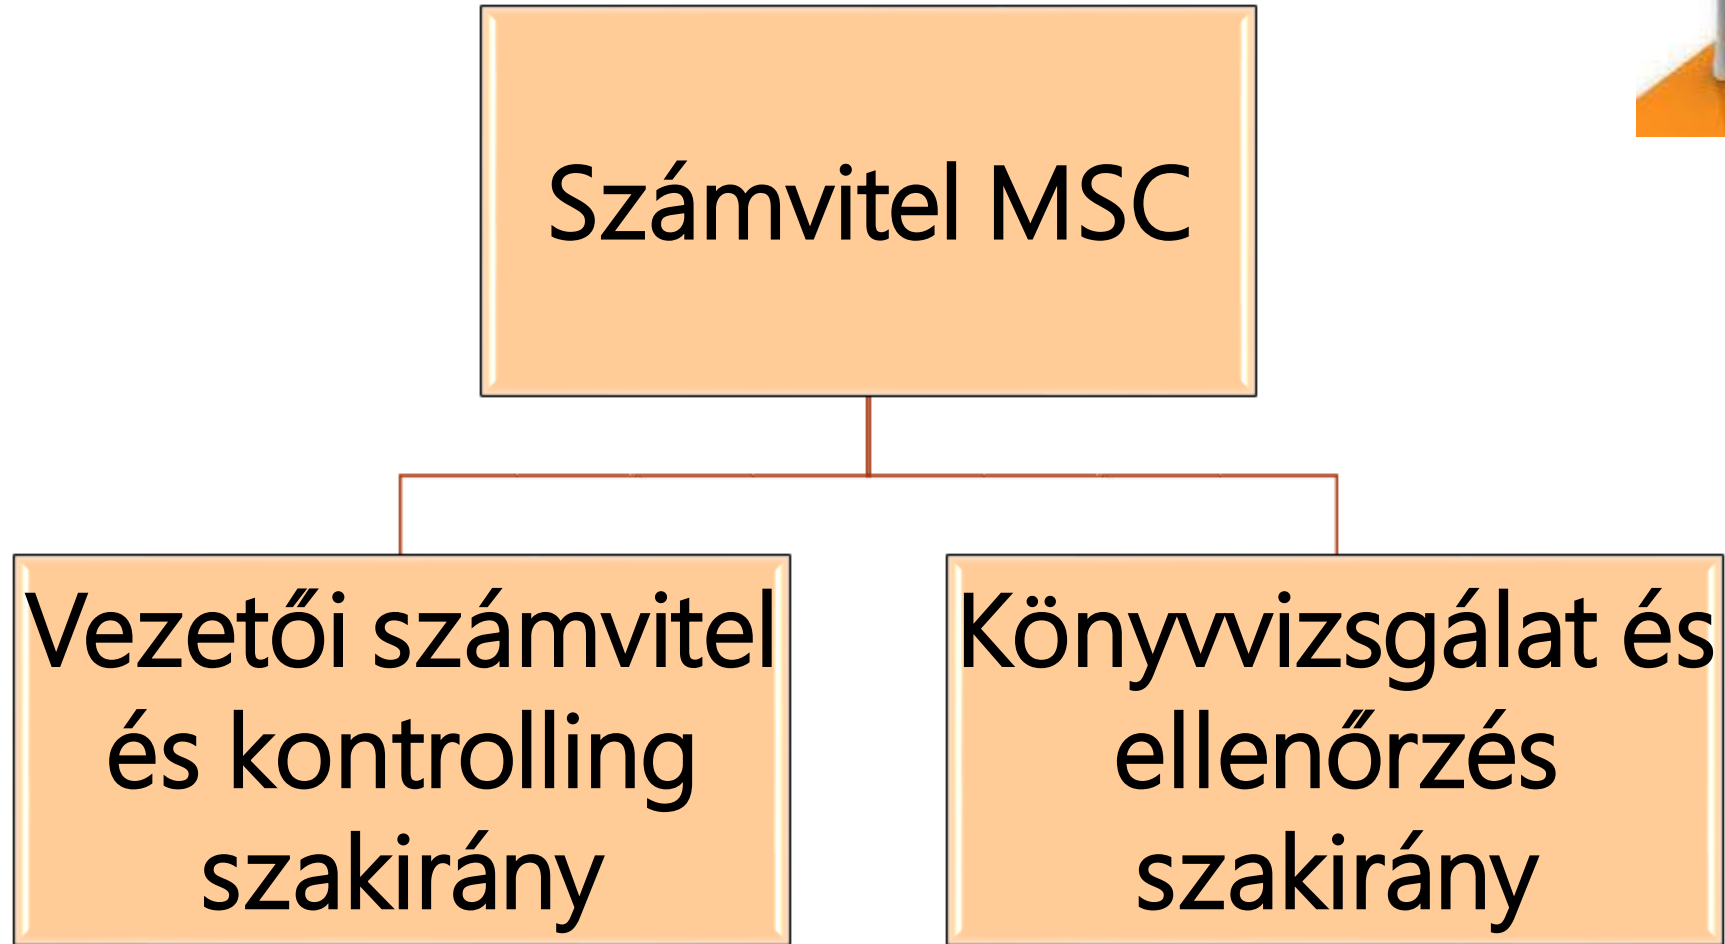 Számvitel MSC
Vezetői számvitel
és kontrolling
szakirány
Könyvvizsgálat és
ellenőrzés
szakirány